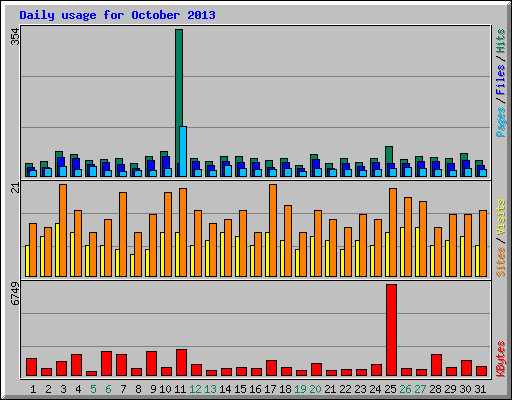 Daily usage for October 2013
354
Pages / Files / Hits
21
Sites / Visits
6749
KBytes
1 2 3 4 5 6 7 8 9 10 11 12 13 14 15 16 17 18 19 20 21 22 23 24 25 26 27 28 29 30 31